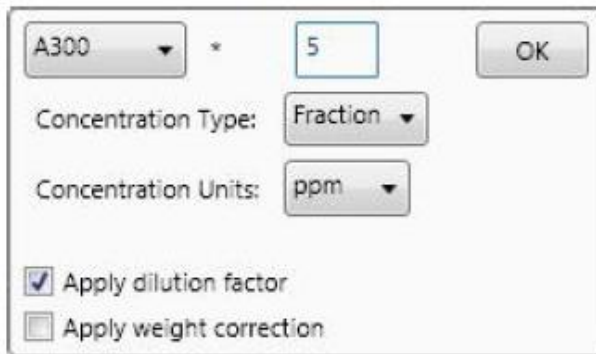 A300 * 5 OK
Concentration Type: Fraction
Concentration Units: ppm
Apply dilution factor
Apply weight correction